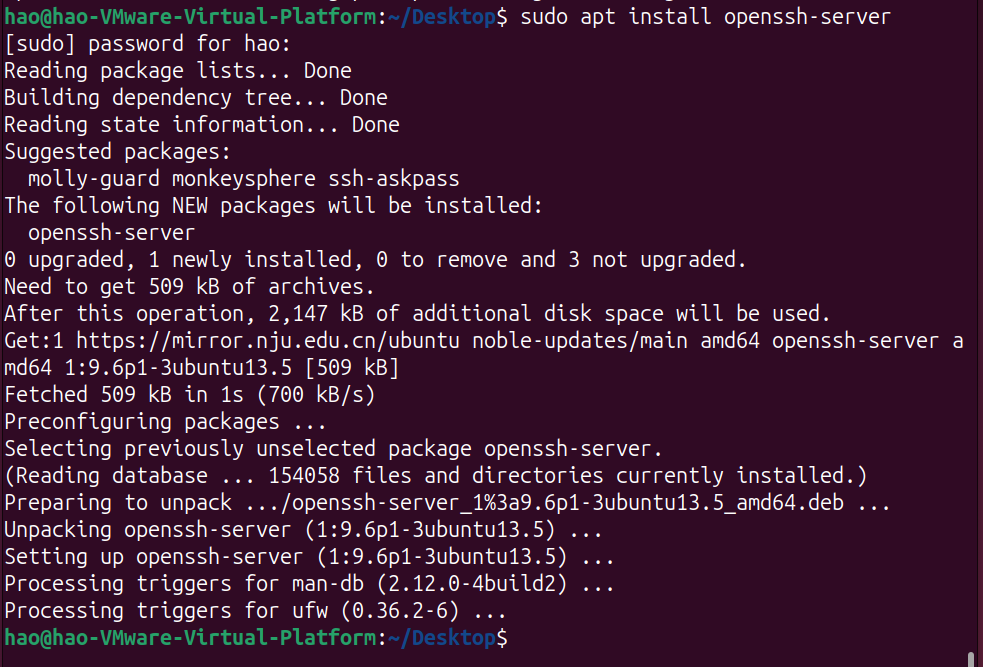 hao@hao-VMware-Virtual-Platform:~/Desktop$ sudo apt install openssh-server
[sudo] password for hao:
Reading package lists... Done
Building dependency tree... Done
Reading state information... Done
Suggested packages:
  molly-guard monkeysphere ssh-askpass
The following NEW packages will be installed:
  openssh-server
0 upgraded, 1 newly installed, 0 to remove and 3 not upgraded.
Need to get 509 kB of archives.
After this operation, 2,147 kB of additional disk space will be used.
Get:1 https://mirror.nju.edu.cn/ubuntu noble-updates/main amd64 openssh-server a
md64 1:9.6p1-3ubuntu13.5 [509 kB]
Fetched 509 kB in 1s (700 kB/s)
Preconfiguring packages ...
Selecting previously unselected package openssh-server.
(Reading database ... 154058 files and directories currently installed.)
Preparing to unpack .../openssh-server_1%3a9.6p1-3ubuntu13.5_amd64.deb ...
Unpacking openssh-server (1:9.6p1-3ubuntu13.5) ...
Setting up openssh-server (1:9.6p1-3ubuntu13.5) ...
Processing triggers for man-db (2.12.0-4build2) ...
Processing triggers for ufw (0.36.2-6) ...
hao@hao-VMware-Virtual-Platform:~/Desktop$